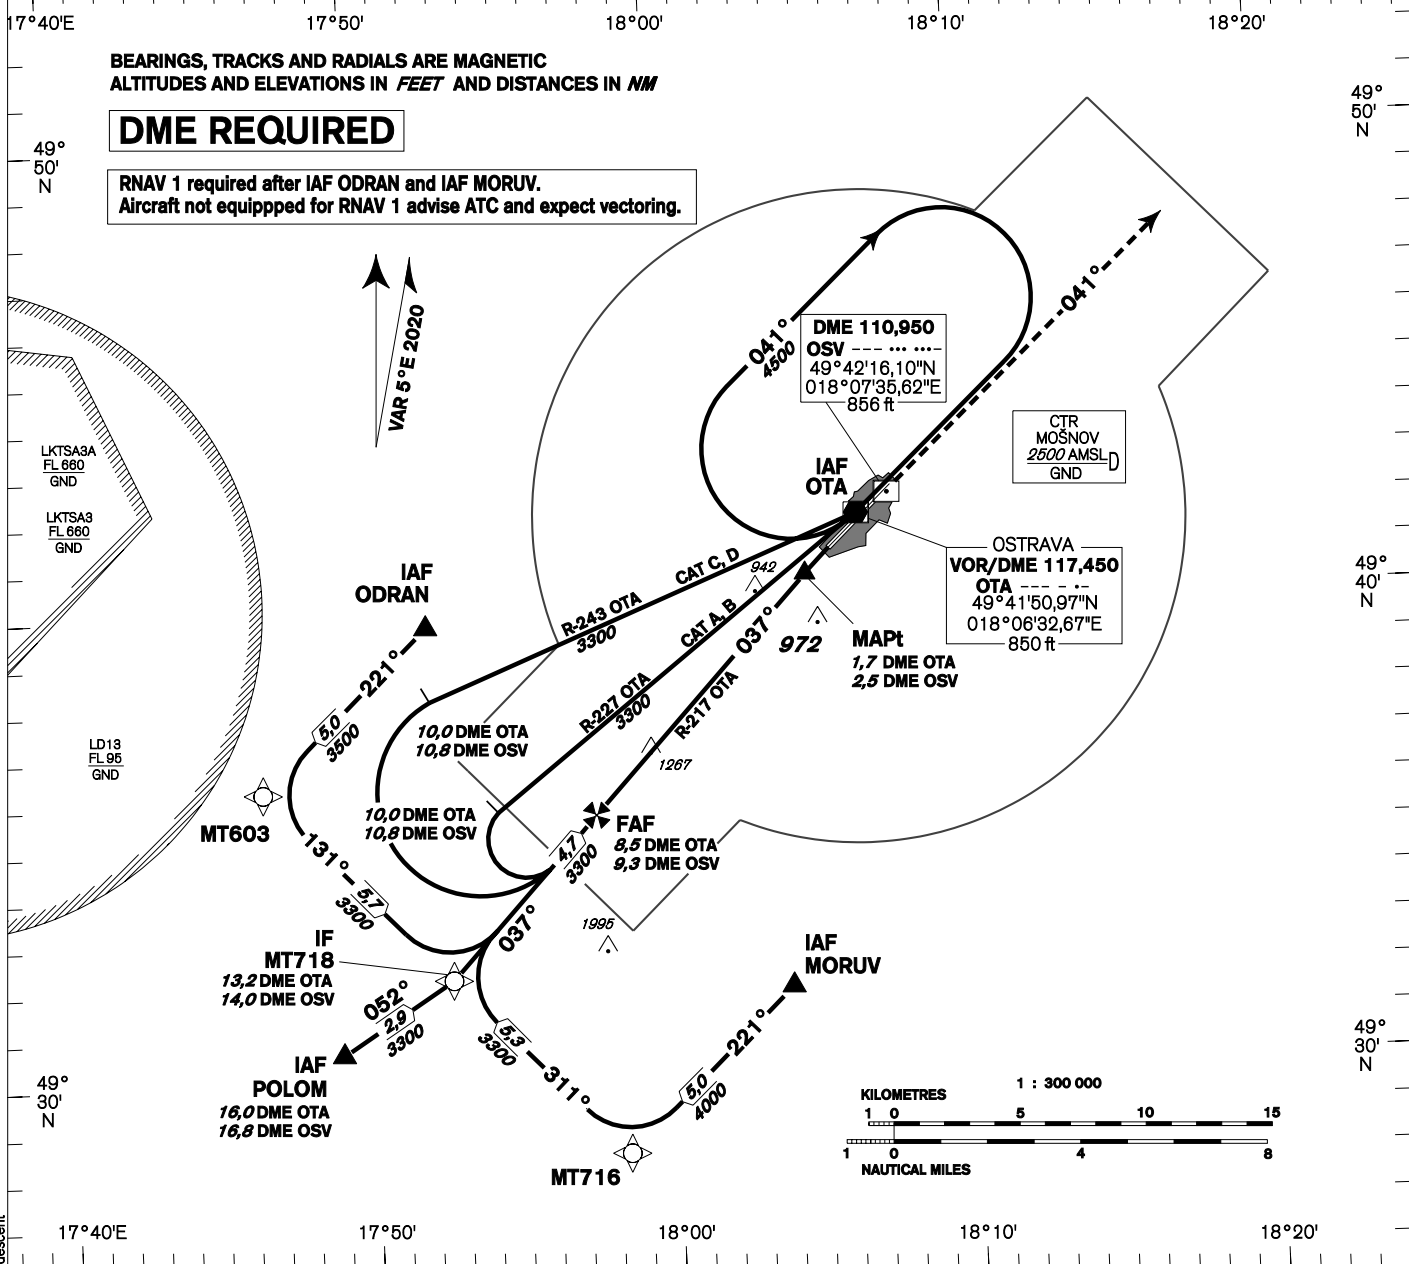 17°40'E
17°50'
18°00'
18°10'
18°20'
BEARINGS, TRACKS AND RADIALS ARE MAGNETIC
ALTITUDES AND ELEVATIONS IN FEET AND DISTANCES IN NM
DME REQUIRED
RNAV 1 required after IAF ODRAN and IAF MORUV.
Aircraft not equippped for RNAV 1 advise ATC and expect vectoring.
49°
50'
N
49°
50'
N
VAR 5°E 2020
041°
4500
041°
DME 110,950
OSV --- ··· ···-
49°42'16,10"N
018°07'35,62"E
856 ft
CTR
MOŠNOV
2500 AMSL
GND
D
LKTSA3A
FL 660
GND
LKTSA3
FL 660
GND
IAF
OTA
OSTRAVA
VOR/DME 117,450
OTA --- - ·-
49°41'50,97"N
018°06'32,67"E
850 ft
49°
40'
N
IAF
ODRAN
CAT C, D
R-243 OTA
3300
942
CAT A, B
R-227 OTA
3300
037°
R-217 OTA
972
MAPt
1,7 DME OTA
2,5 DME OSV
221°
5,0
3500
10,0 DME OTA
10,8 DME OSV
1267
LD13
FL 95
GND
MT603
10,0 DME OTA
10,8 DME OSV
FAF
8,5 DME OTA
9,3 DME OSV
4,7
3300
131°
5,7
3300
037°
1995
IF
MT718
13,2 DME OTA
14,0 DME OSV
052°
2,9
3300
IAF
POLOM
16,0 DME OTA
16,8 DME OSV
IAF
MORUV
221°
5,0
4000
5,3
3300
311°
MT716
49°
30'
N
49°
30'
N
1 : 300 000
KILOMETRES
1 0 5 10 15
1 0 4 8
NAUTICAL MILES
descent
17°40'E
17°50'
18°00'
18°10'
18°20'